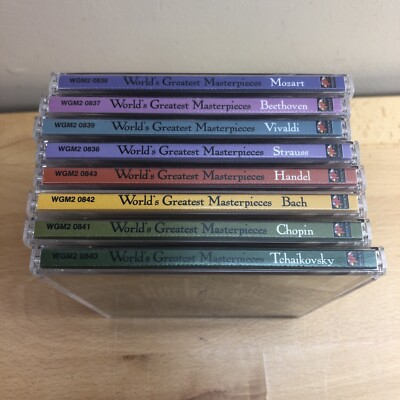 WGM2 0838 World's Greatest Masterpieces Mozart
WGM2 0837 World's Greatest Masterpieces Beethoven
WGM2 0839 World's Greatest Masterpieces Vivaldi
WGM2 0836 World's Greatest Masterpieces Strauss
WGM2 0843 World's Greatest Masterpieces Handel
WGM2 0842 World's Greatest Masterpieces Bach
WGM2 0841 World's Greatest Masterpieces Chopin
WGM2 0840 World's Greatest Masterpieces Tchaikovsky